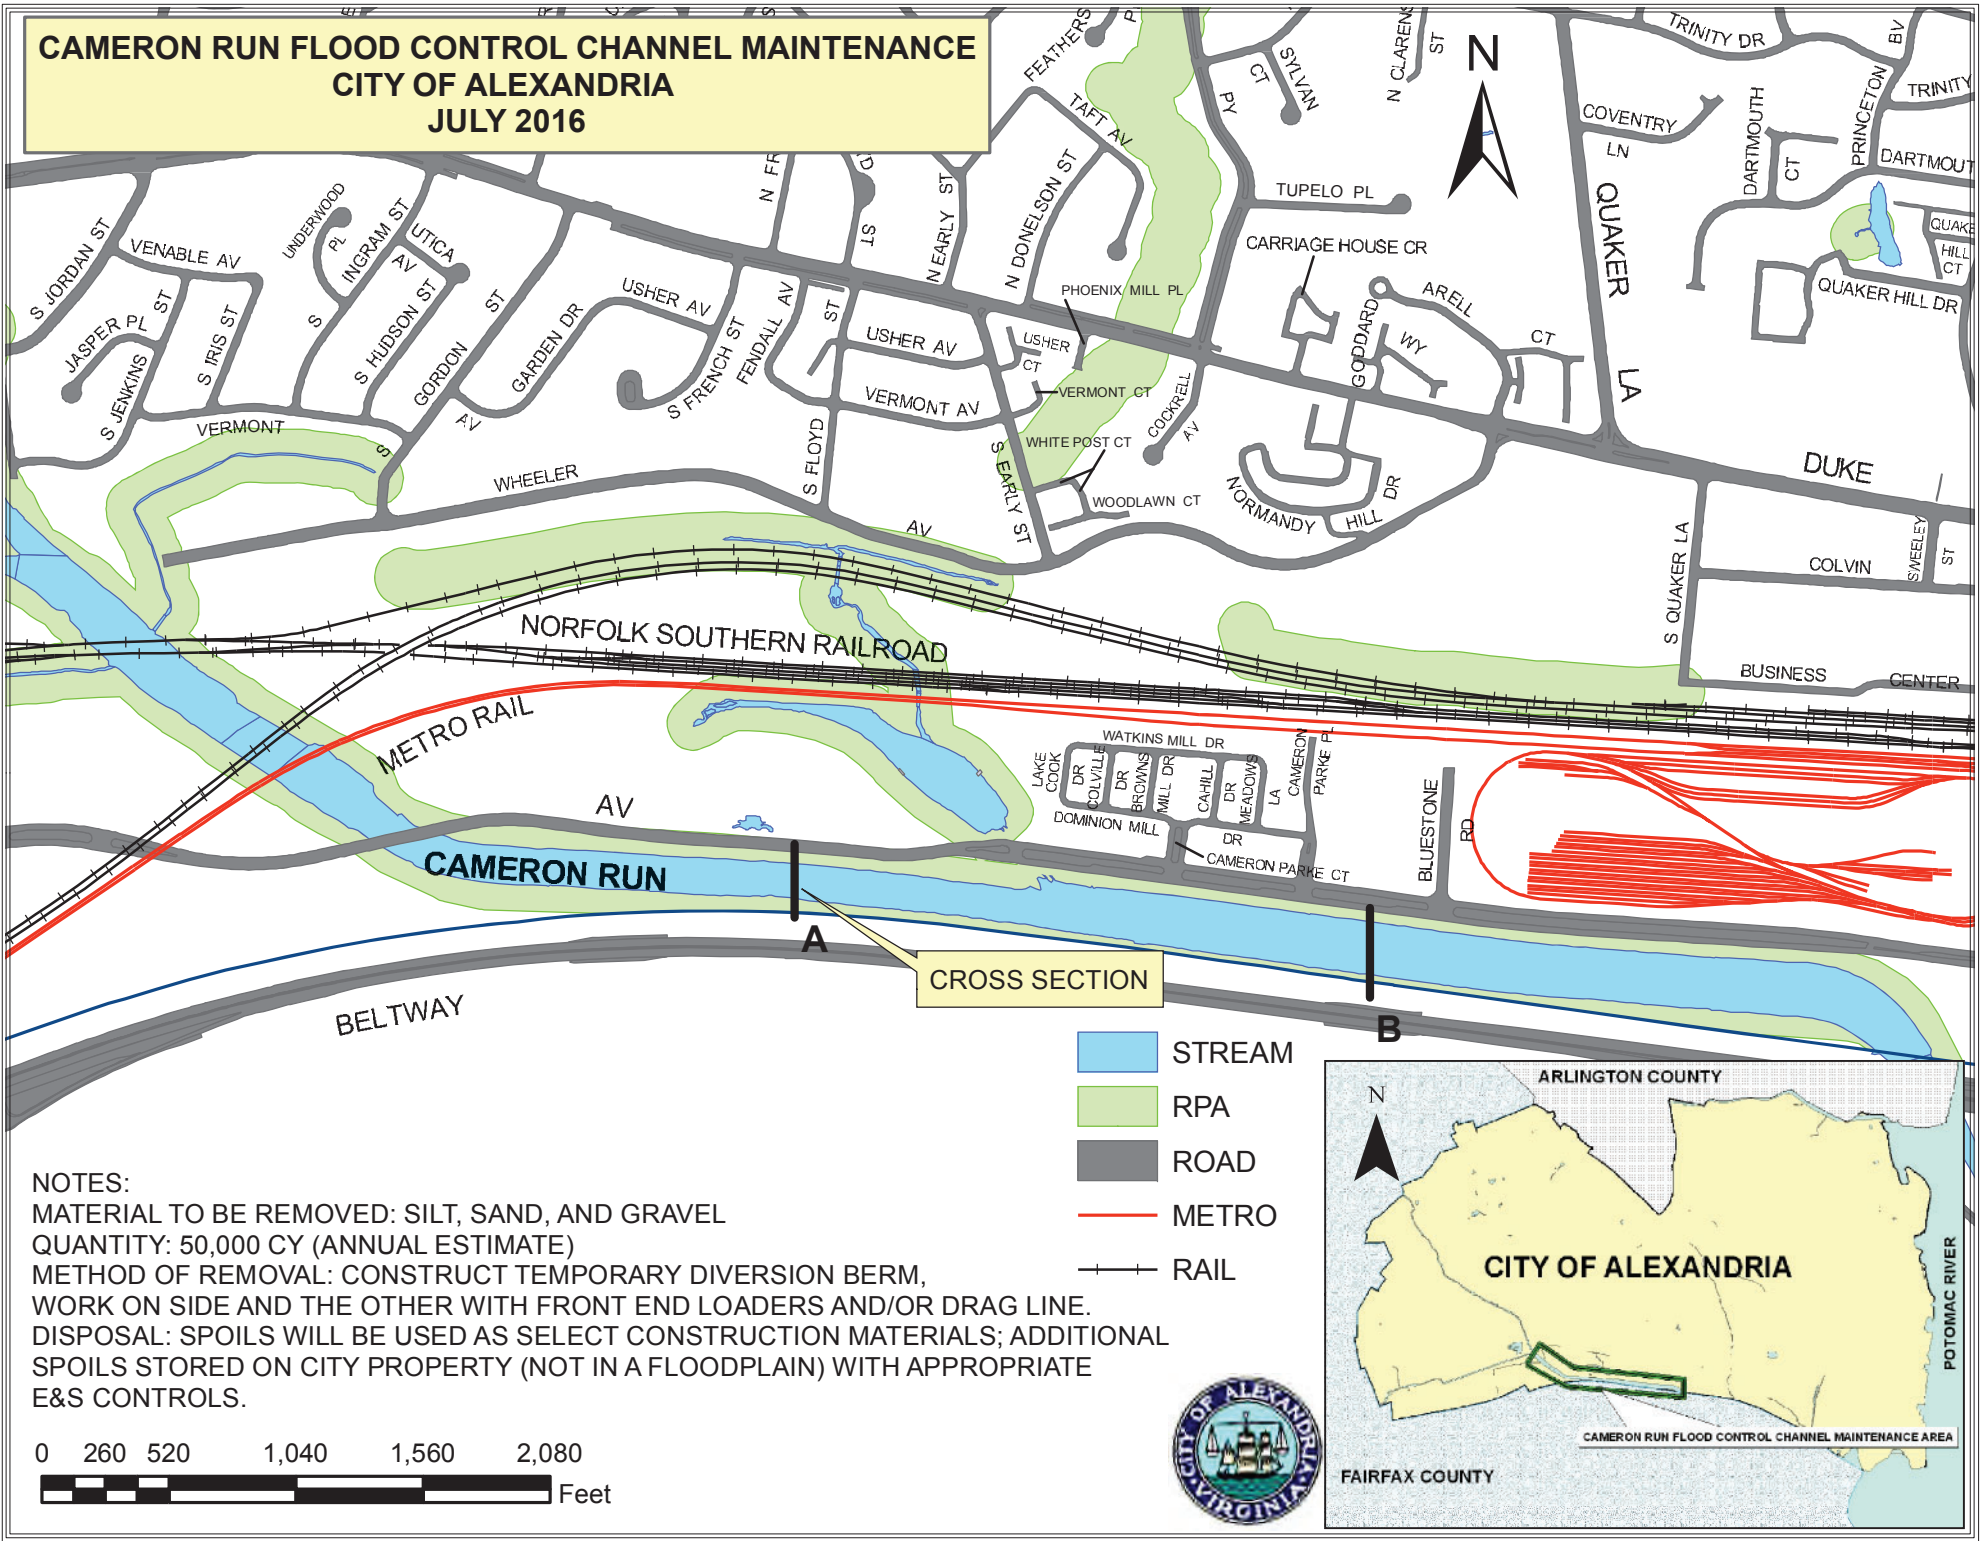 CAMERON RUN FLOOD CONTROL CHANNEL MAINTENANCE
CITY OF ALEXANDRIA
JULY 2016
FEATHERS
TAFT AV
PY
SYLVAN
CT
N CLARENS
ST
N
TRINITY DR
BV
TRINITY
PRINCETON
COVENTRY
LN
DARTMOUTH
CT
DARTMOUT
QUAKER
LA
TUPELO PL
CARRIAGE HOUSE CR
QUAKE
HILL
CT
QUAKER HILL DR
S JORDAN ST
VENABLE AV
UNDERWOOD
PL
S INGRAM ST
UTICA
AV
N FR
ST
N EARLY ST
N DONELSON ST
PHOENIX MILL PL
JASPER PL
S JENKINS ST
S IRIS ST
S HUDSON ST
S GORDON ST
GARDEN DR
USHER AV
S FRENCH ST
FENDALL AV
S FLOYD ST
USHER AV
USHER
CT
VERMONT CT
VERMONT AV
COCKRELL
AV
GODDARD
WY
ARELL
CT
VERMONT
AV
WHITE POST CT
S EARLY ST
WOODLAWN CT
NORMANDY
HILL
DR
DUKE
WHEELER
AV
S QUAKER LA
COLVIN
SWEELEY
ST
NORFOLK SOUTHERN RAILROAD
BUSINESS
CENTER
METRO RAIL
WATKINS MILL DR
LAKE
COOK
DR
COLVILLE
DR
BROWNS
MILL DR
CAHILL
DR
MEADOWS
LA
CAMERON
PARKE PL
DOMINION MILL
DR
CAMERON PARKE CT
BLUESTONE
RD
AV
CAMERON RUN
A
CROSS SECTION
B
BELTWAY
STREAM
RPA
ROAD
METRO
RAIL
NOTES:
MATERIAL TO BE REMOVED: SILT, SAND, AND GRAVEL
QUANTITY: 50,000 CY (ANNUAL ESTIMATE)
METHOD OF REMOVAL: CONSTRUCT TEMPORARY DIVERSION BERM,
WORK ON SIDE AND THE OTHER WITH FRONT END LOADERS AND/OR DRAG LINE.
DISPOSAL: SPOILS WILL BE USED AS SELECT CONSTRUCTION MATERIALS; ADDITIONAL
SPOILS STORED ON CITY PROPERTY (NOT IN A FLOODPLAIN) WITH APPROPRIATE
E&S CONTROLS.
0 260 520 1,040 1,560 2,080
Feet
CITY OF ALEXANDRIA
VIRGINIA
N
ARLINGTON COUNTY
CITY OF ALEXANDRIA
POTOMAC RIVER
CAMERON RUN FLOOD CONTROL CHANNEL MAINTENANCE AREA
FAIRFAX COUNTY